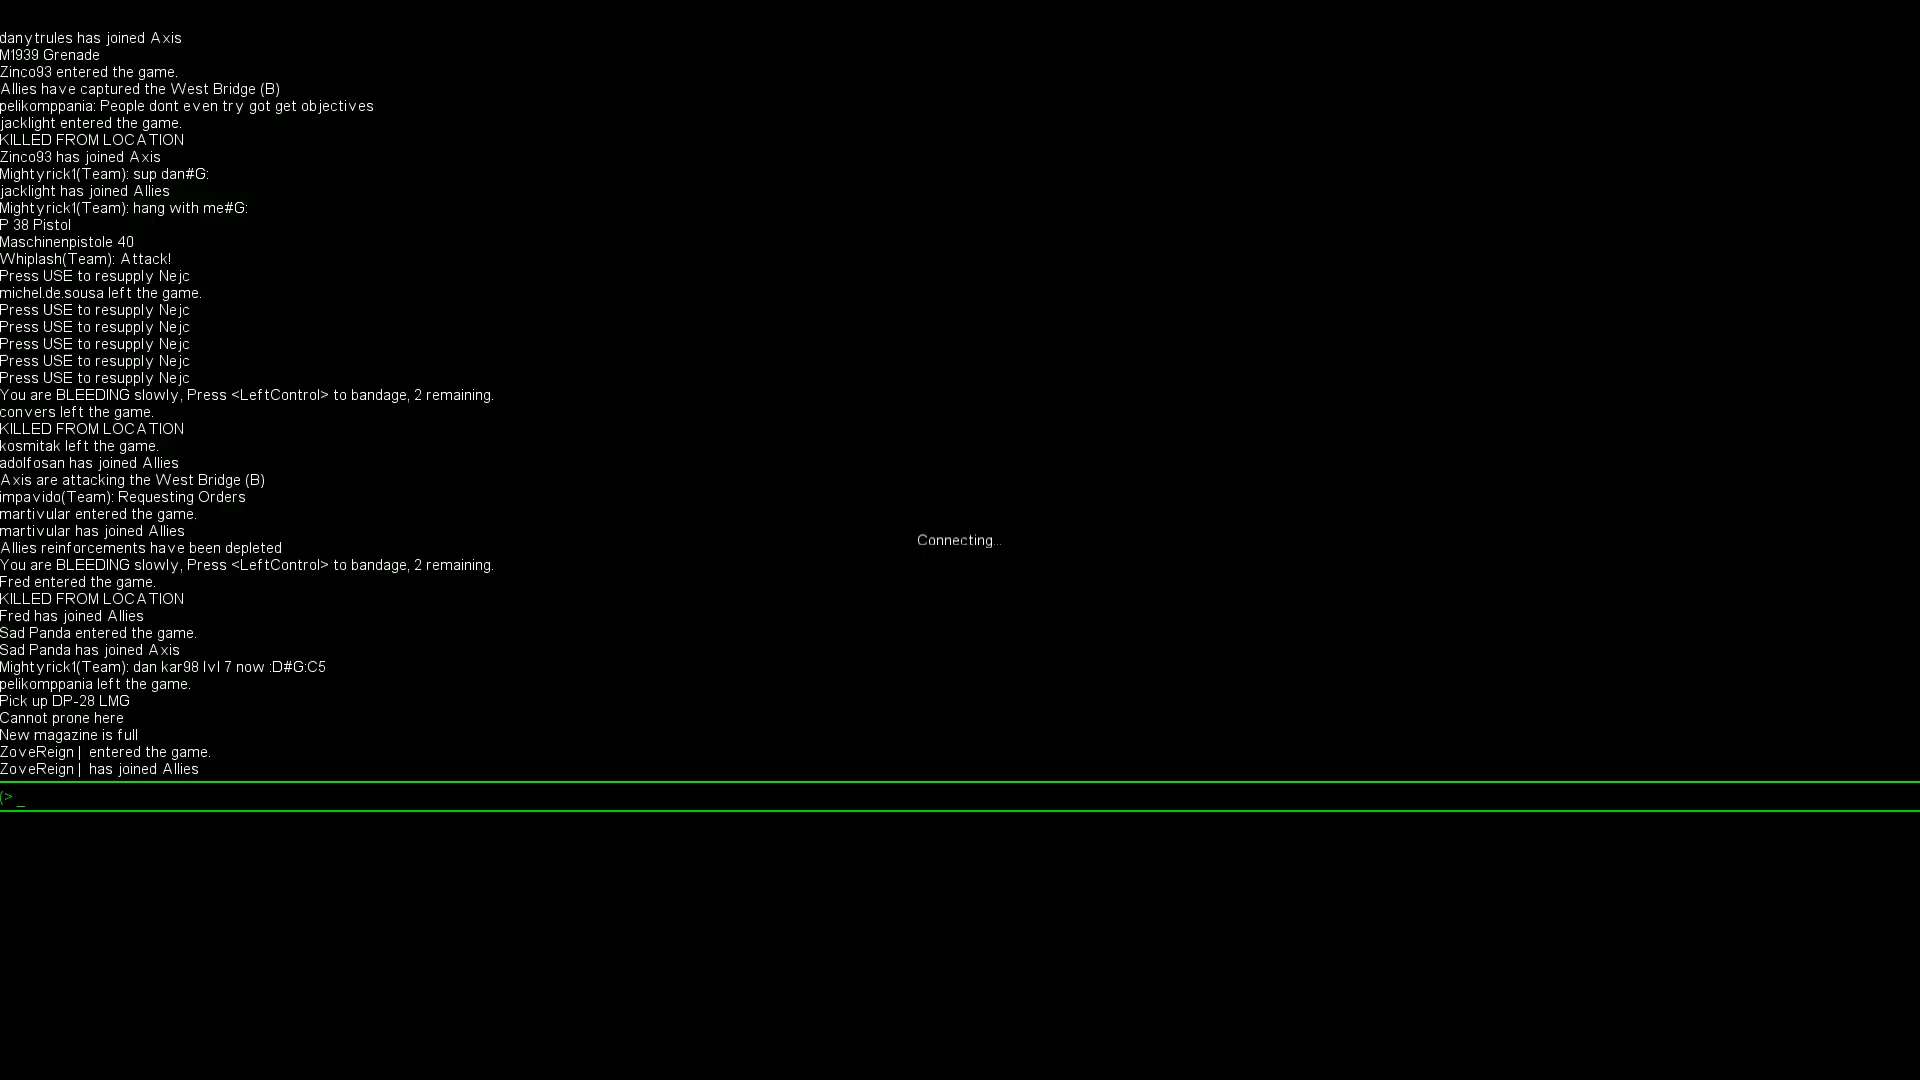 danytrules has joined Axis
M1939 Grenade
Zinco93 entered the game.
Allies have captured the West Bridge (B)
pelikomppania: People dont even try got get objectives
jacklight entered the game.
KILLED FROM LOCATION
Zinco93 has joined Axis
Mightyrick1(Team): sup dan#G:
jacklight has joined Allies
Mightyrick1(Team): hang with me#G:
P 38 Pistol
Maschinenpistole 40
Whiplash(Team): Attack!
Press USE to resupply Nejc
michel.de.sousa left the game.
Press USE to resupply Nejc
Press USE to resupply Nejc
Press USE to resupply Nejc
Press USE to resupply Nejc
Press USE to resupply Nejc
You are BLEEDING slowly, Press <LeftControl> to bandage, 2 remaining.
convers left the game.
KILLED FROM LOCATION
kosmitak left the game.
adolfosan has joined Allies
Axis are attacking the West Bridge (B)
impavido(Team): Requesting Orders
martivular entered the game.
martivular has joined Allies
Connecting...
Allies reinforcements have been depleted
You are BLEEDING slowly, Press <LeftControl> to bandage, 2 remaining.
Fred entered the game.
KILLED FROM LOCATION
Fred has joined Allies
Sad Panda entered the game.
Sad Panda has joined Axis
Mightyrick1(Team): dan kar98 lvl 7 now :D#G:C5
pelikomppania left the game.
Pick up DP-28 LMG
Cannot prone here
New magazine is full
ZoveReign | entered the game.
ZoveReign | has joined Allies
(> _